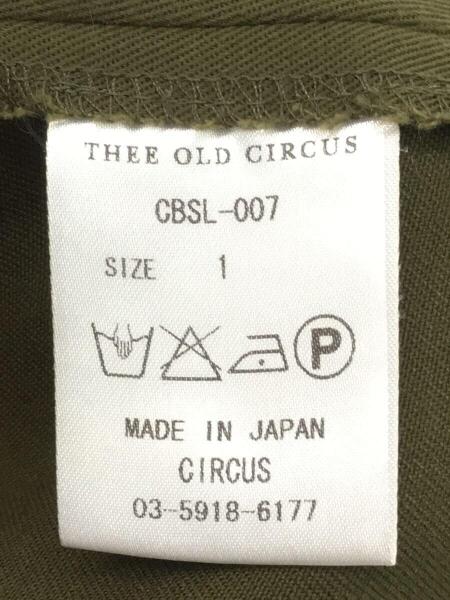 THEE OLD CIRCUS
CBSL-007
SIZE 1
P
MADE IN JAPAN
CIRCUS
03-5918-6177